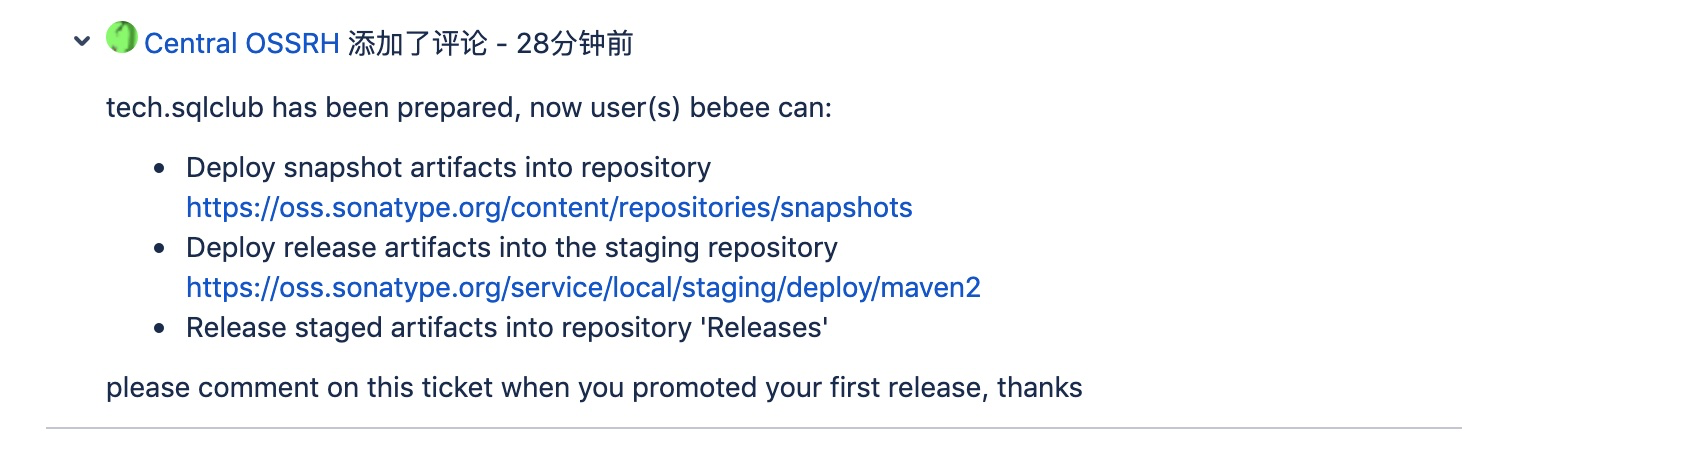 Central OSSRH 添加了评论 - 28分钟前
tech.sqlclub has been prepared, now user(s) bebee can:
• Deploy snapshot artifacts into repository
https://oss.sonatype.org/content/repositories/snapshots
• Deploy release artifacts into the staging repository
https://oss.sonatype.org/service/local/staging/deploy/maven2
• Release staged artifacts into repository 'Releases'
please comment on this ticket when you promoted your first release, thanks